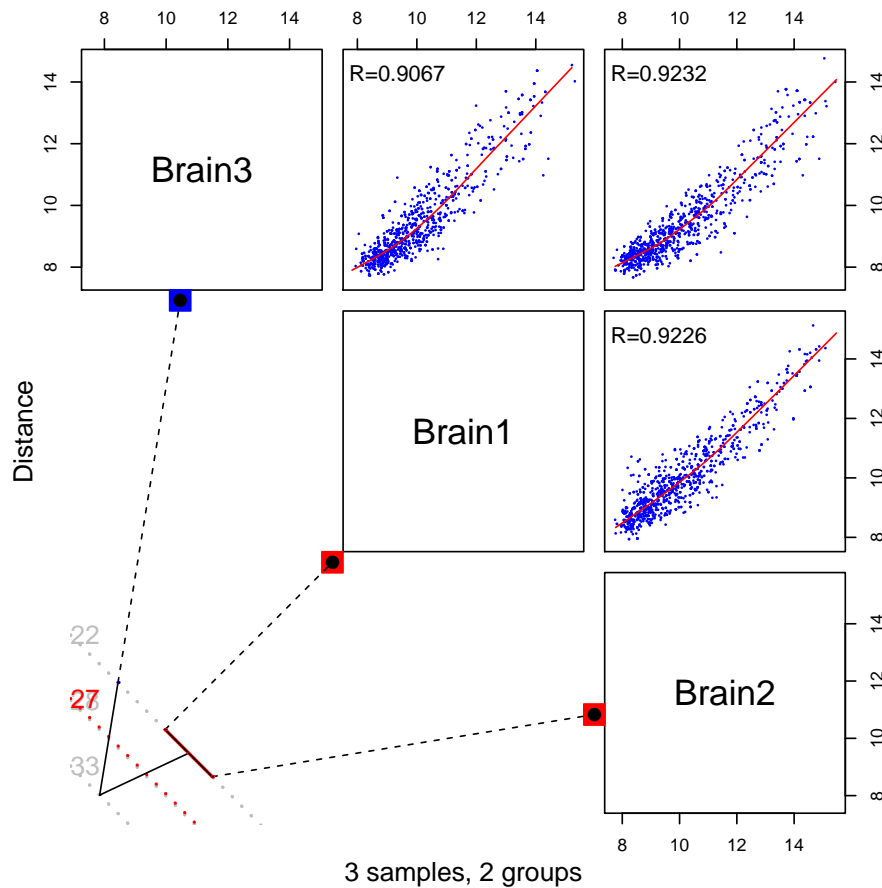 8 10 12 14 8 10 12 14 8 10 12 14
Brain3
R=0.9067
R=0.9232
8 10 12 14
Brain1
R=0.9226
8 10 12 14
Distance
Brain2
8 10 12 14
22
27
33
8 10 12 14 8 10 12 14
3 samples, 2 groups